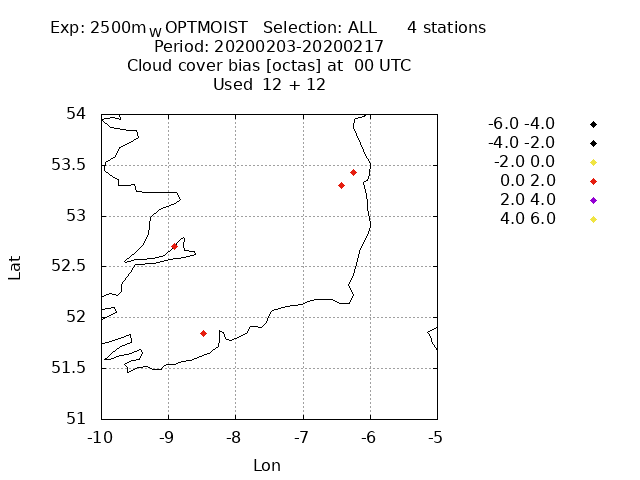 Exp: 2500mW OPTMOIST Selection: ALL 4 stations
Period: 20200203-20200217
Cloud cover bias [octas] at 00 UTC
Used 12 + 12
-6.0 -4.0
-4.0 -2.0
-2.0 0.0
0.0 2.0
2.0 4.0
4.0 6.0
54
53.5
53
52.5
52
51.5
51
Lat
-10 -9 -8 -7 -6 -5
Lon